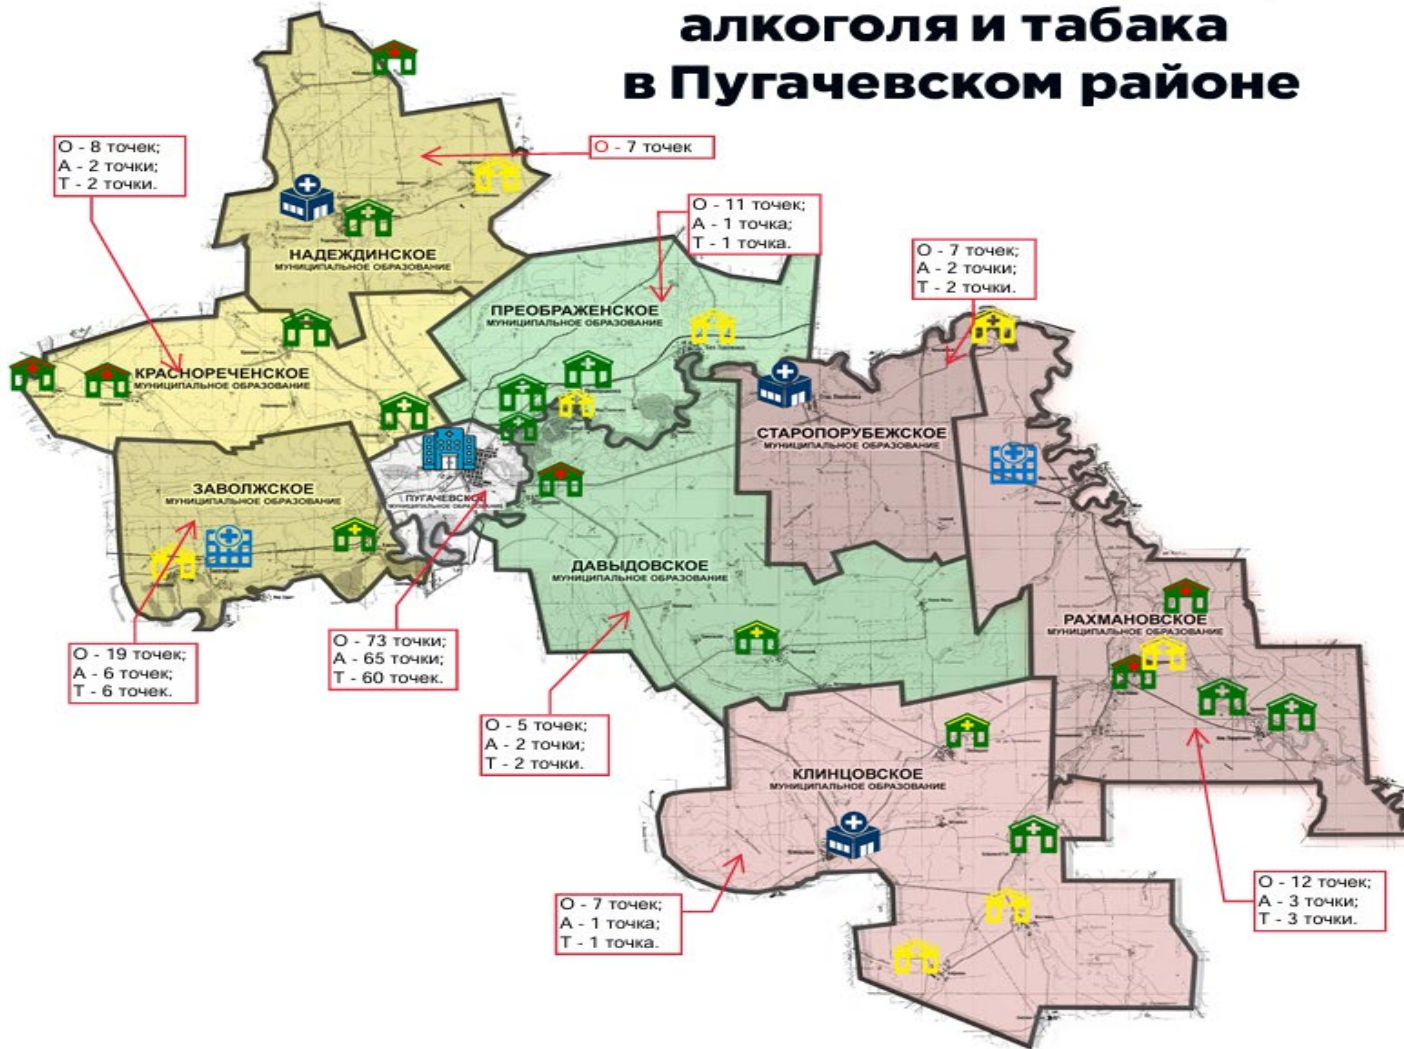 алкоголя и табака
в Пугачевском районе
О - 8 точек;
А - 2 точки;
Т - 2 точки.
О - 7 точек
О - 11 точек;
А - 1 точка;
Т - 1 точка.
О - 7 точек;
А - 2 точки;
Т - 2 точки.
НАДЕЖДИНСКОЕ
МУНИЦИПАЛЬНОЕ ОБРАЗОВАНИЕ
ПРЕОБРАЖЕНСКОЕ
МУНИЦИПАЛЬНОЕ ОБРАЗОВАНИЕ
КРАСНОРЕЧЕНСКОЕ
МУНИЦИПАЛЬНОЕ ОБРАЗОВАНИЕ
СТАРОПОРУБЕЖСКОЕ
МУНИЦИПАЛЬНОЕ ОБРАЗОВАНИЕ
ЗАВОЛЖСКОЕ
МУНИЦИПАЛЬНОЕ ОБРАЗОВАНИЕ
ПУГАЧЕВСКОЕ
МУНИЦИПАЛЬНОЕ ОБРАЗОВАНИЕ
ДАВЫДОВСКОЕ
МУНИЦИПАЛЬНОЕ ОБРАЗОВАНИЕ
РАХМАНОВСКОЕ
МУНИЦИПАЛЬНОЕ ОБРАЗОВАНИЕ
О - 19 точек;
А - 6 точек;
Т - 6 точек.
О - 73 точки;
А - 65 точки;
Т - 60 точек.
О - 5 точек;
А - 2 точки;
Т - 2 точки.
КЛИНЦОВСКОЕ
МУНИЦИПАЛЬНОЕ ОБРАЗОВАНИЕ
О - 7 точек;
А - 1 точка;
Т - 1 точка.
О - 12 точек;
А - 3 точки;
Т - 3 точки.